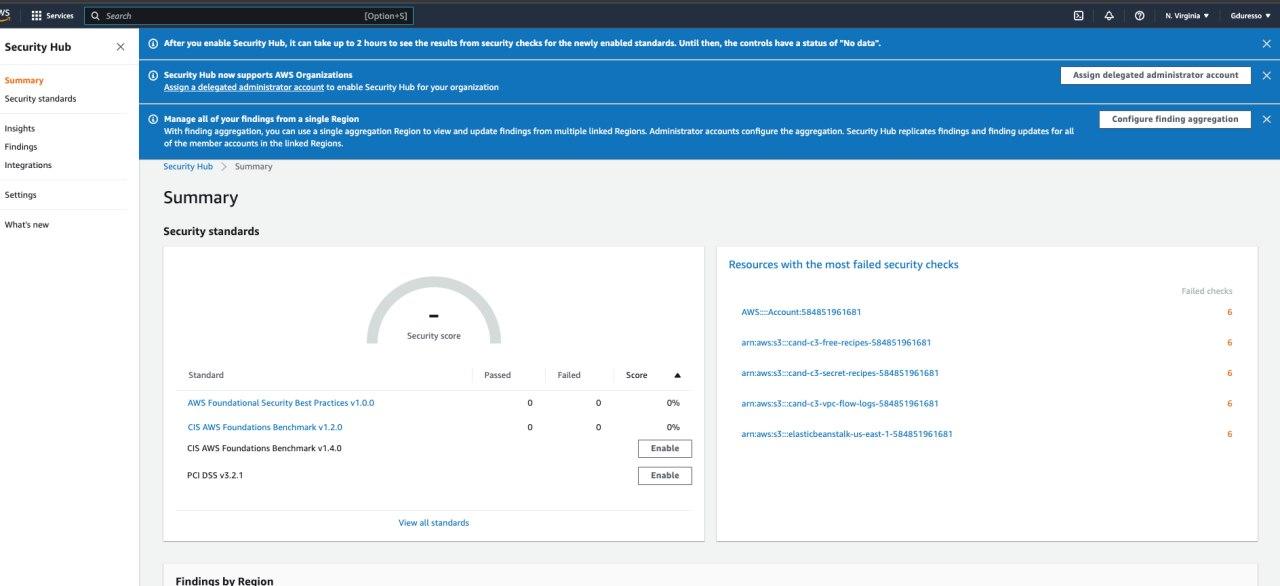 Services
Search
[Option+S]
N. Virginia
Gduresso
Security Hub
Summary
Security standards
Insights
Findings
Integrations
Settings
What's new
After you enable Security Hub, it can take up to 2 hours to see the results from security checks for the newly enabled standards. Until then, the controls have a status of "No data".
Security Hub now supports AWS Organizations
Assign a delegated administrator account to enable Security Hub for your organization
Assign delegated administrator account
Manage all of your findings from a single Region
With finding aggregation, you can use a single aggregation Region to view and update findings from multiple linked Regions. Administrator accounts configure the aggregation. Security Hub replicates findings and finding updates for all
of the member accounts in the linked Regions.
Configure finding aggregation
Security Hub > Summary
Summary
Security standards
–
Security score
Standard Passed Failed Score
AWS Foundational Security Best Practices v1.0.0 0 0 0%
CIS AWS Foundations Benchmark v1.2.0 0 0 0%
CIS AWS Foundations Benchmark v1.4.0 Enable
PCI DSS v3.2.1 Enable
View all standards
Resources with the most failed security checks
Failed checks
AWS::::Account:584851961681 6
arn:aws:s3:::cand-c3-free-recipes-584851961681 6
arn:aws:s3:::cand-c3-secret-recipes-584851961681 6
arn:aws:s3:::cand-c3-vpc-flow-logs-584851961681 6
arn:aws:s3:::elasticbeanstalk-us-east-1-584851961681 6
Findings by Region